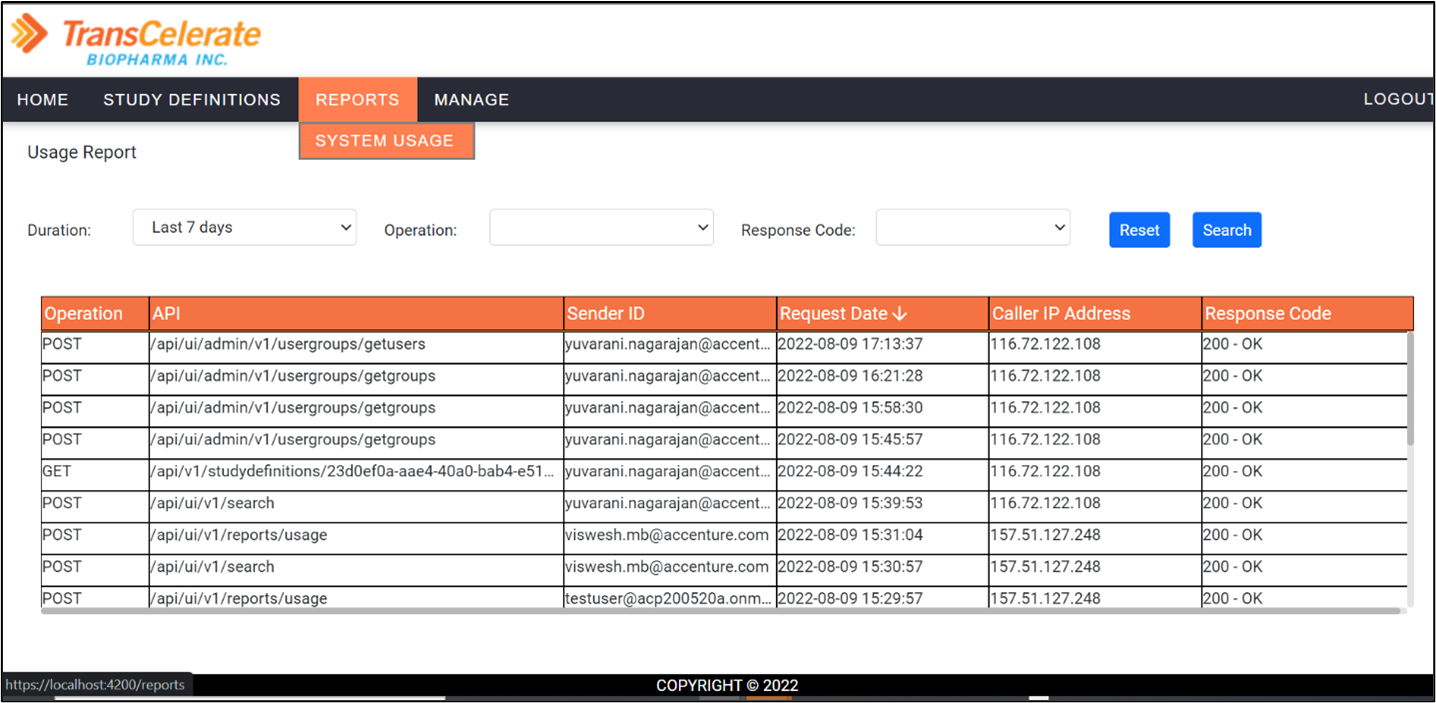 TransCelerate
BIOPHARMA INC.
HOME STUDY DEFINITIONS REPORTS MANAGE LOGOUT
SYSTEM USAGE
Usage Report
Duration: Last 7 days Operation: Response Code: Reset Search
Operation API Sender ID Request Date Caller IP Address Response Code
POST /api/ui/admin/v1/usergroups/getusers yuvarani.nagarajan@accent... 2022-08-09 17:13:37 116.72.122.108 200 - OK
POST /api/ui/admin/v1/usergroups/getgroups yuvarani.nagarajan@accent... 2022-08-09 16:21:28 116.72.122.108 200 - OK
POST /api/ui/admin/v1/usergroups/getgroups yuvarani.nagarajan@accent... 2022-08-09 15:58:30 116.72.122.108 200 - OK
POST /api/ui/admin/v1/usergroups/getgroups yuvarani.nagarajan@accent... 2022-08-09 15:45:57 116.72.122.108 200 - OK
GET /api/v1/studydefinitions/23d0ef0a-aae4-40a0-bab4-e51... yuvarani.nagarajan@accent... 2022-08-09 15:44:22 116.72.122.108 200 - OK
POST /api/ui/v1/search yuvarani.nagarajan@accent... 2022-08-09 15:39:53 116.72.122.108 200 - OK
POST /api/ui/v1/reports/usage viswesh.mb@accenture.com 2022-08-09 15:31:04 157.51.127.248 200 - OK
POST /api/ui/v1/search viswesh.mb@accenture.com 2022-08-09 15:30:57 157.51.127.248 200 - OK
POST /api/ui/v1/reports/usage testuser@acp200520a.onm... 2022-08-09 15:29:57 157.51.127.248 200 - OK
https://localhost:4200/reports COPYRIGHT © 2022